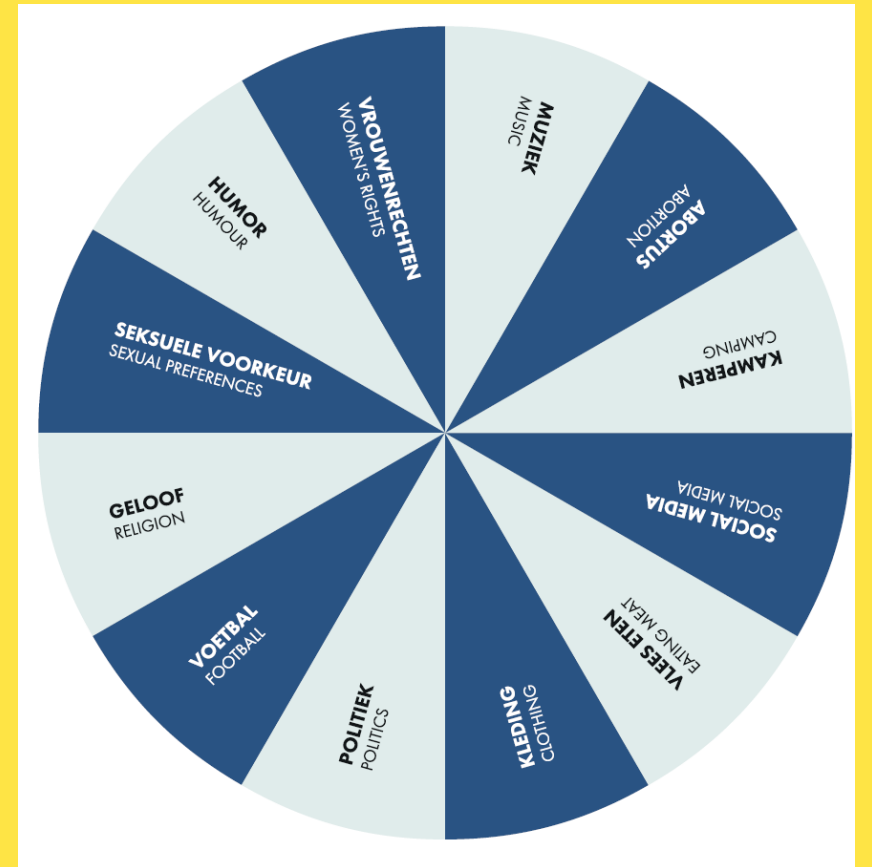 MUZIEK
MUSIC
ABORTUS
ABORTION
KAMPEREN
CAMPING
SOCIAL MEDIA
SOCIAL MEDIA
VLEES ETEN
EATING MEAT
KLEDING
CLOTHING
POLITIEK
POLITICS
VOETBAL
FOOTBALL
GELOOF
RELIGION
SEKSUELE VOORKEUR
SEXUAL PREFERENCES
HUMOR
HUMOUR
VROUWENRECHTEN
WOMEN'S RIGHTS